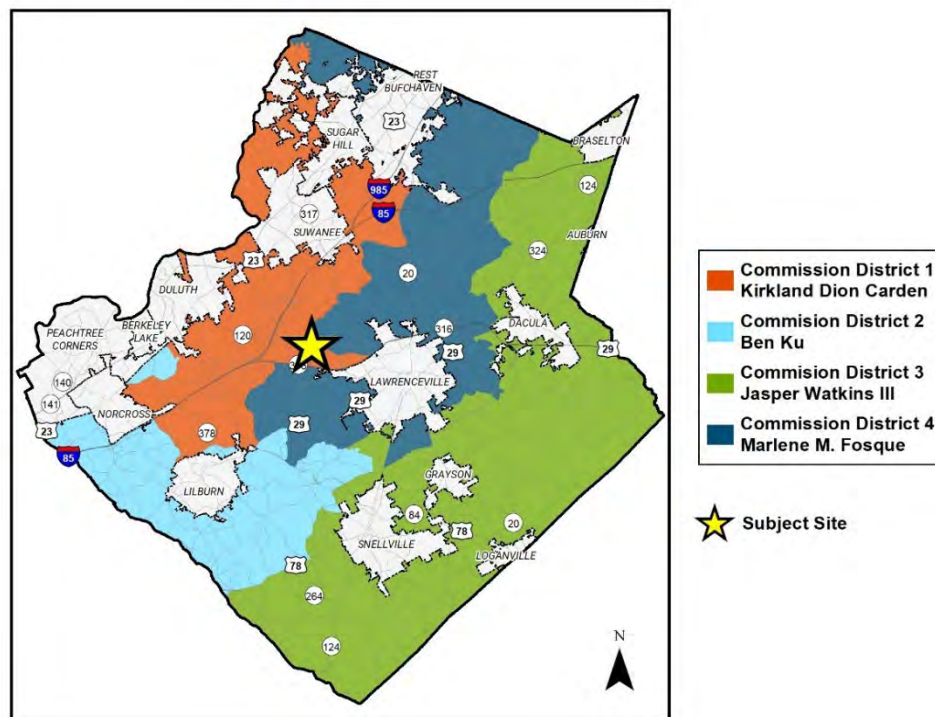 REST
BUFCHAVEN
23
SUGAR
HILL
BRASELTON
985
124
85
317
SUWANEE
AUBURN
23
324
20
DULUTH
PEACHTREE
CORNERS
BERKELEY
LAKE
120
316
DACULA
29
29
140
LAWRENCEVILLE
141
NORCROSS
29
23
29
378
85
LILBURN
GRAYSON
84
20
78
SNELLVILLE
LOGANVILLE
78
264
124
N
Commission District 1
Kirkland Dion Carden
Commision District 2
Ben Ku
Commission District 3
Jasper Watkins III
Commission District 4
Marlene M. Fosque
Subject Site